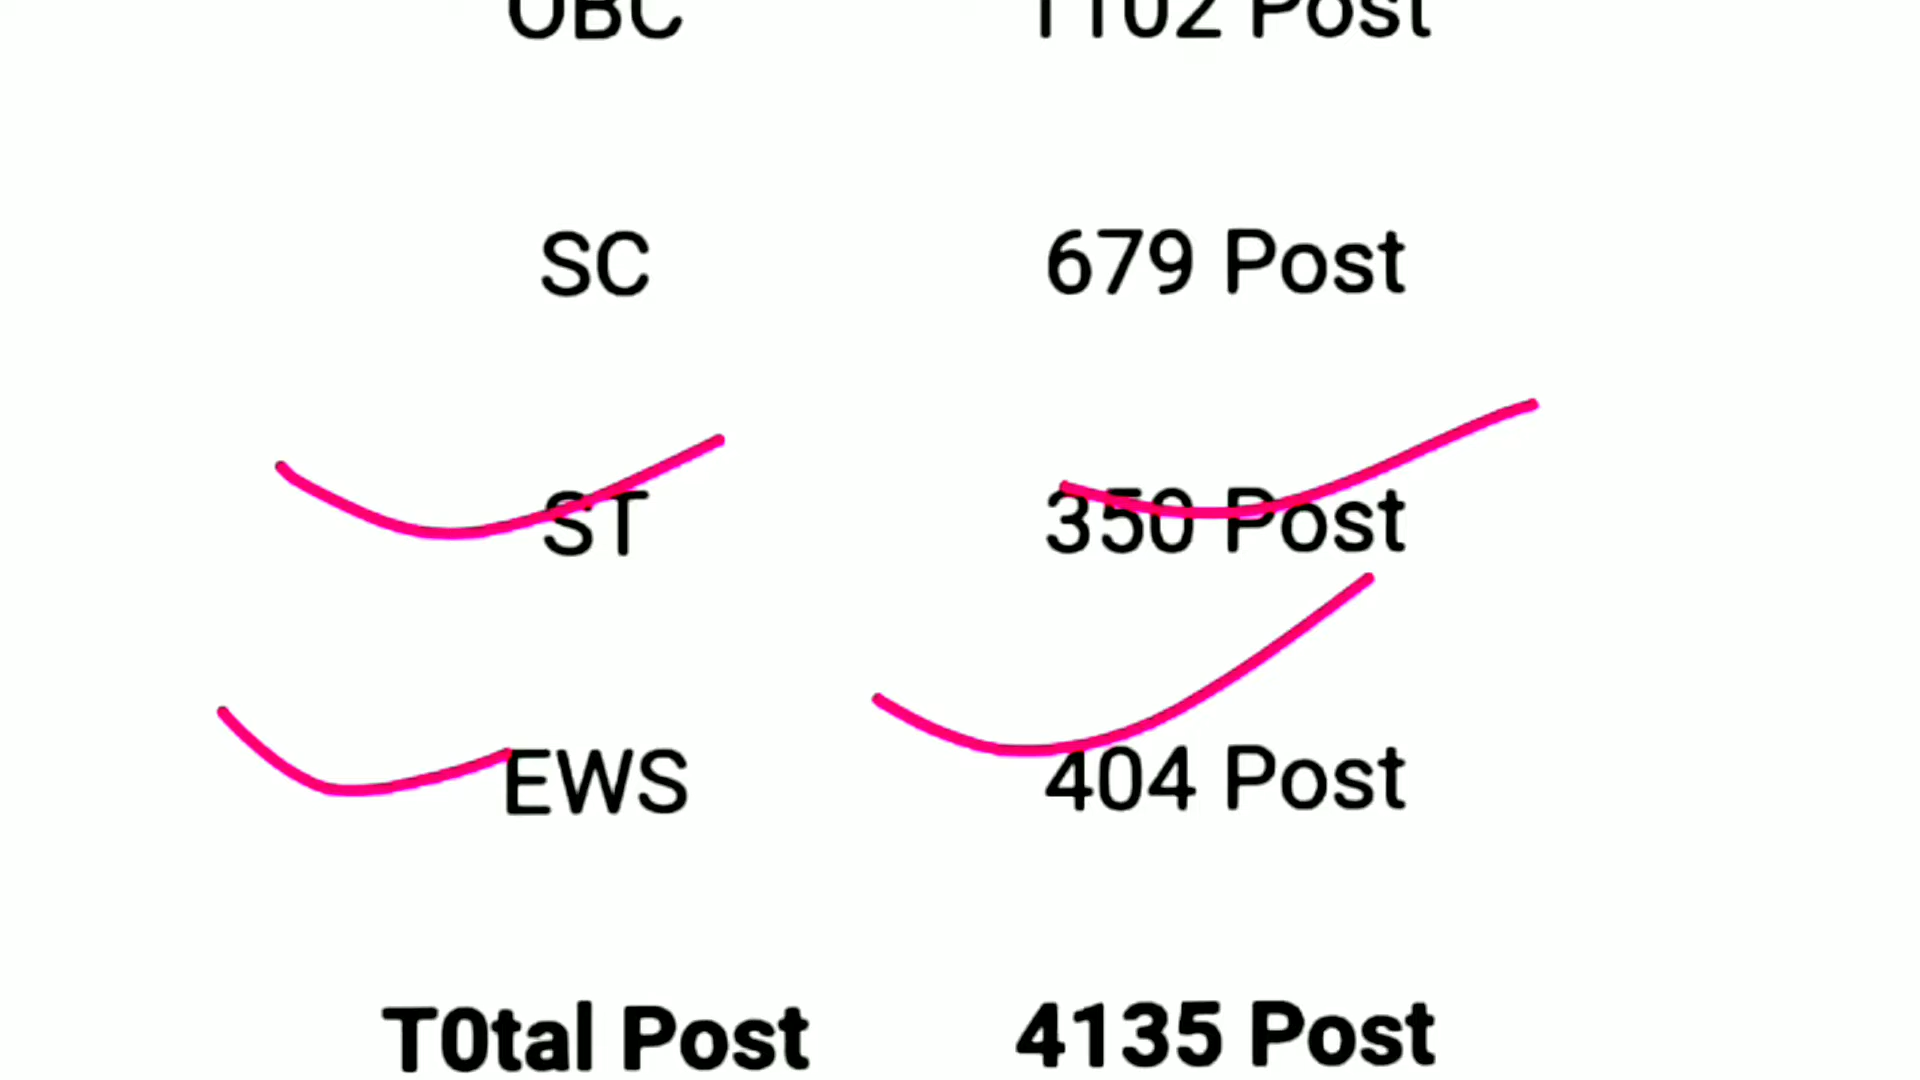 OBC 1102 Post
SC 679 Post
ST 350 Post
EWS 404 Post
T0tal Post 4135 Post